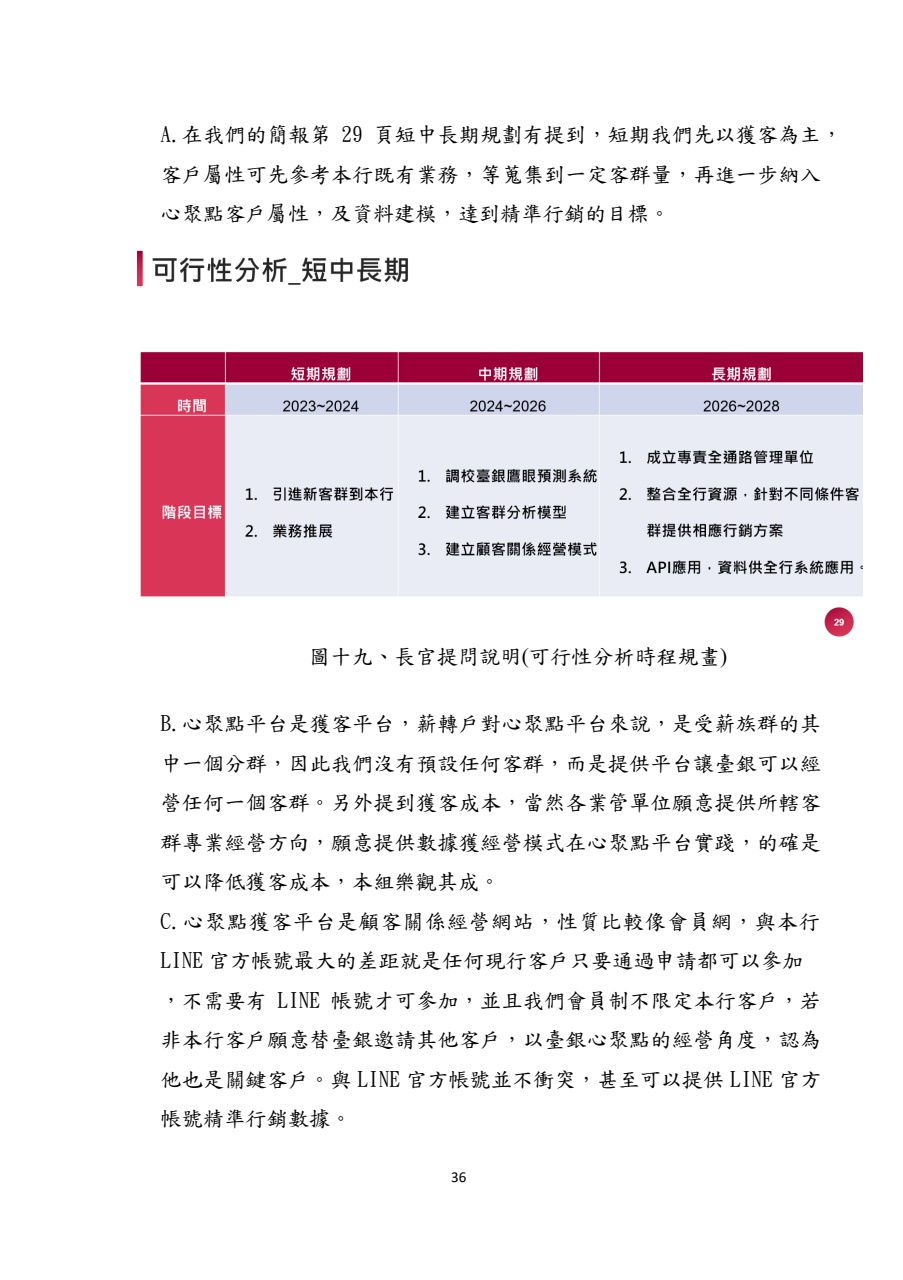 A.在我們的簡報第 29 頁短中長期規劃有提到，短期我們先以獲客為主，
客戶屬性可先參考本行既有業務，等蒐集到一定客群量，再進一步納入
心聚點客戶屬性，及資料建模，達到精準行銷的目標。
可行性分析_短中長期
短期規劃 中期規劃 長期規劃
時間 2023~2024 2024~2026 2026~2028
階段目標
1. 引進新客群到本行
2. 業務推展
1. 調校臺銀鷹眼預測系統
2. 建立客群分析模型
3. 建立顧客關係經營模式
1. 成立專責全通路管理單位
2. 整合全行資源，針對不同條件客
群提供相應行銷方案
3. API應用，資料供全行系統應用。
29
圖十九、長官提問說明(可行性分析時程規畫)
B.心聚點平台是獲客平台，薪轉戶對心聚點平台來說，是受薪族群的其
中一個分群，因此我們沒有預設任何客群，而是提供平台讓臺銀可以經
營任何一個客群。另外提到獲客成本，當然各業管單位願意提供所轄客
群專業經營方向，願意提供數據獲經營模式在心聚點平台實踐，的確是
可以降低獲客成本，本組樂觀其成。
C.心聚點獲客平台是顧客關係經營網站，性質比較像會員網，與本行
LINE 官方帳號最大的差距就是任何現行客戶只要通過申請都可以參加
，不需要有 LINE 帳號才可參加，並且我們會員制不限定本行客戶，若
非本行客戶願意替臺銀邀請其他客戶，以臺銀心聚點的經營角度，認為
他也是關鍵客戶。與 LINE 官方帳號並不衝突，甚至可以提供 LINE 官方
帳號精準行銷數據。
36